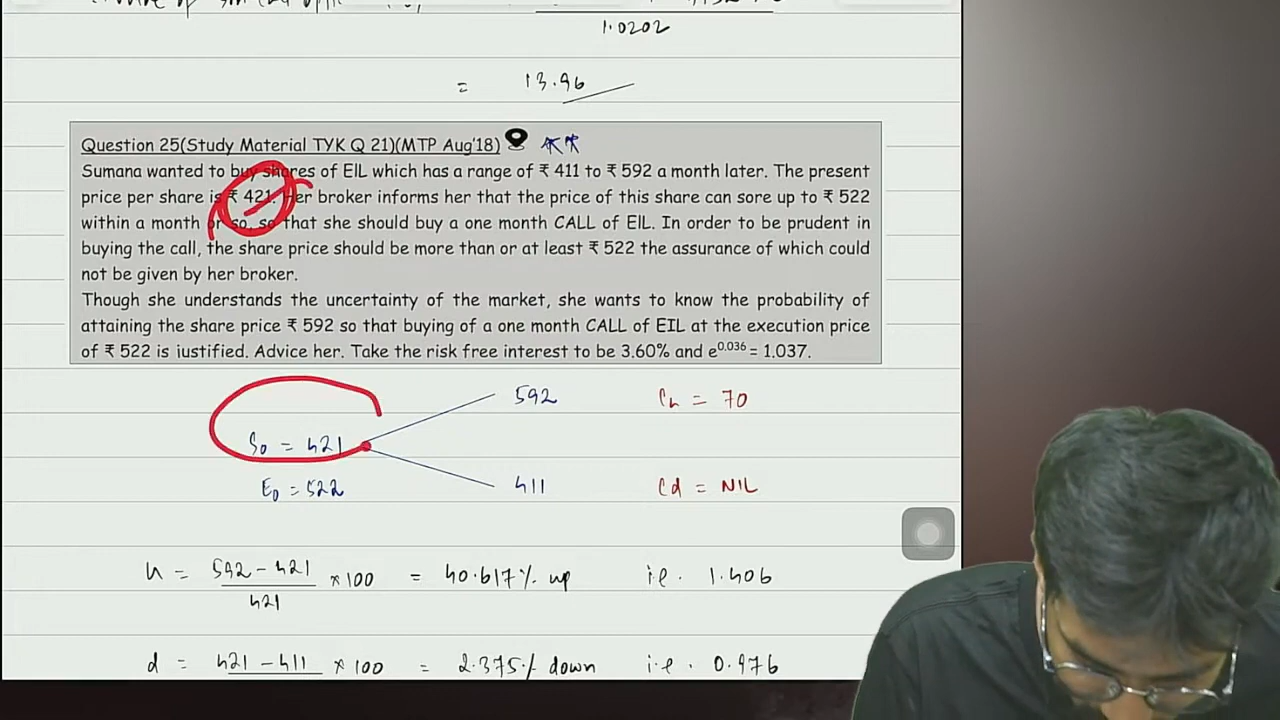 1.0202
= 13.96
Question 25(Study Material TYK Q 21)(MTP Aug'18)
Sumana wanted to buy shares of EIL which has a range of ₹ 411 to ₹ 592 a month later. The present
price per share is ₹ 421. Her broker informs her that the price of this share can sore up to ₹ 522
within a month or so, so that she should buy a one month CALL of EIL. In order to be prudent in
buying the call, the share price should be more than or at least ₹ 522 the assurance of which could
not be given by her broker.
Though she understands the uncertainty of the market, she wants to know the probability of
attaining the share price ₹ 592 so that buying of a one month CALL of EIL at the execution price
of ₹ 522 is justified. Advice her. Take the risk free interest to be 3.60% and e^0.036 = 1.037.
592 Cu = 70
S0 = 421
E0 = 522 411 Cd = NIL
u = 592 - 421 / 421 × 100 = 40.617% up i.e. 1.406
d = 421 - 411 × 100 = 2.375% down i.e. 0.976